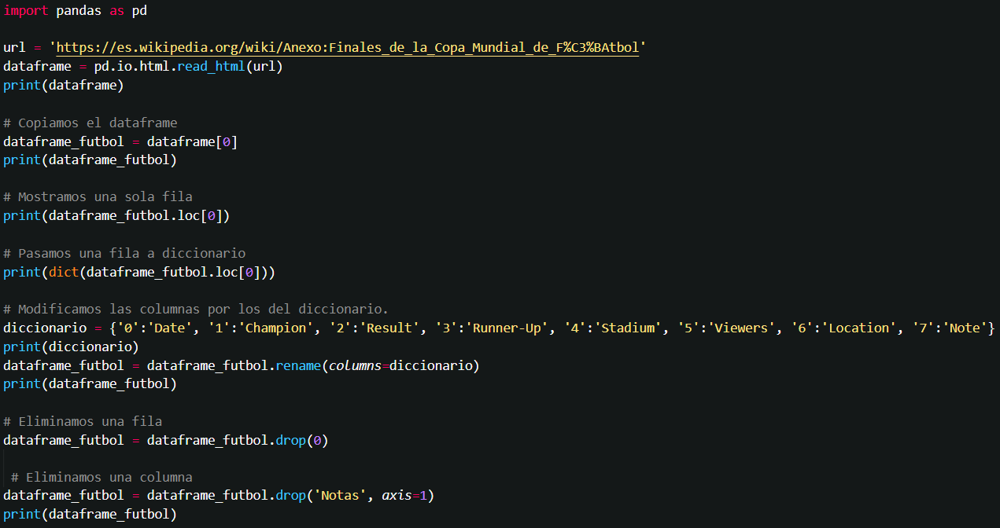 import pandas as pd
url = 'https://es.wikipedia.org/wiki/Anexo:Finales_de_la_Copa_Mundial_de_F%C3%BAtbol'
dataframe = pd.io.html.read_html(url)
print(dataframe)
# Copiamos el dataframe
dataframe_futbol = dataframe[0]
print(dataframe_futbol)
# Mostramos una sola fila
print(dataframe_futbol.loc[0])
# Pasamos una fila a diccionario
print(dict(dataframe_futbol.loc[0]))
# Modificamos las columnas por los del diccionario.
diccionario = {'0':'Date', '1':'Champion', '2':'Result', '3':'Runner-Up', '4':'Stadium', '5':'Viewers', '6':'Location', '7':'Note'}
print(diccionario)
dataframe_futbol = dataframe_futbol.rename(columns=diccionario)
print(dataframe_futbol)
# Eliminamos una fila
dataframe_futbol = dataframe_futbol.drop(0)
# Eliminamos una columna
dataframe_futbol = dataframe_futbol.drop('Notas', axis=1)
print(dataframe_futbol)